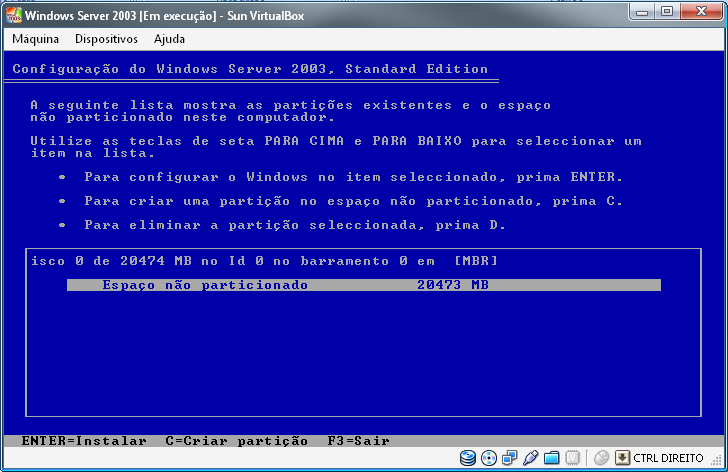 Windows Server 2003 [Em execução] - Sun VirtualBox
Máquina Dispositivos Ajuda
Configuração do Windows Server 2003, Standard Edition
A seguinte lista mostra as partições existentes e o espaço
não particionado neste computador.
Utilize as teclas de seta PARA CIMA e PARA BAIXO para seleccionar um
item na lista.
• Para configurar o Windows no item seleccionado, prima ENTER.
• Para criar uma partição no espaço não particionado, prima C.
• Para eliminar a partição seleccionada, prima D.
isco 0 de 20474 MB no Id 0 no barramento 0 em [MBR]
Espaço não particionado 20473 MB
ENTER=Instalar C=Criar partição F3=Sair
CTRL DIREITO